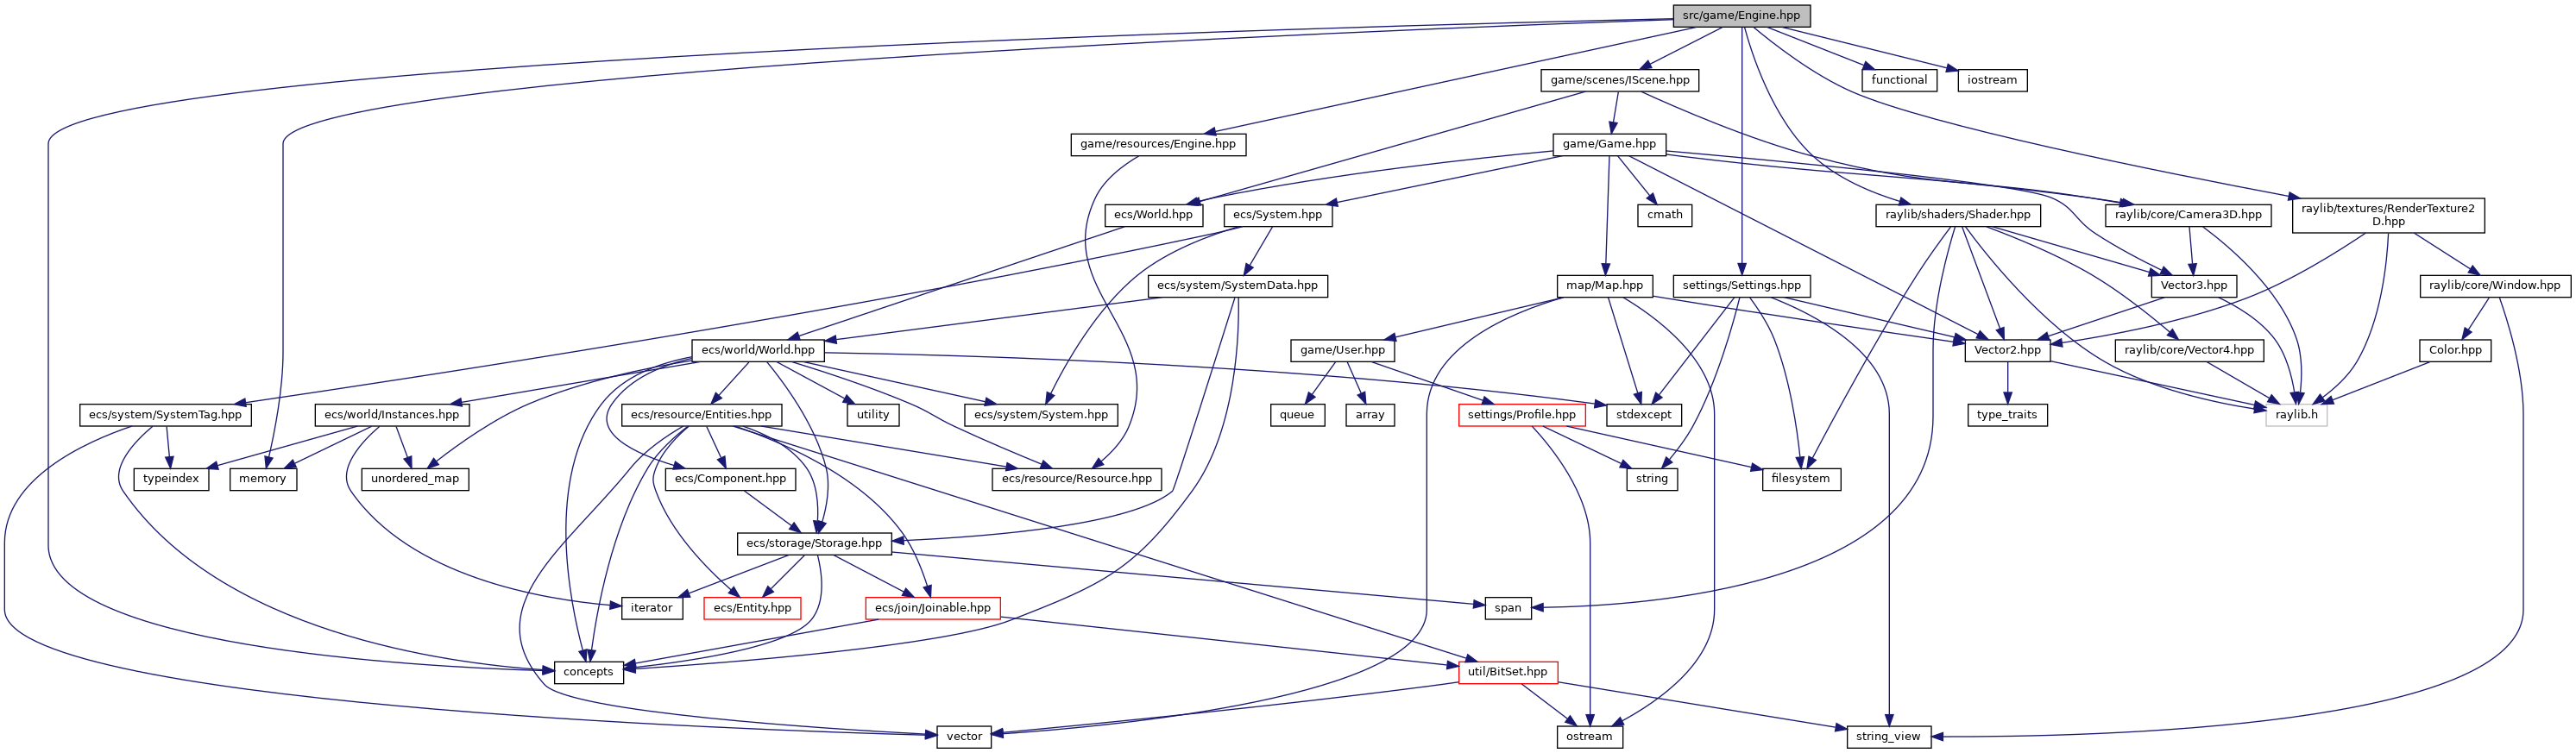 src/game/Engine.hpp
game/scenes/IScene.hpp
functional
iostream
game/resources/Engine.hpp
game/Game.hpp
ecs/World.hpp
ecs/System.hpp
cmath
raylib/shaders/Shader.hpp
raylib/core/Camera3D.hpp
raylib/textures/RenderTexture2
D.hpp
ecs/system/SystemData.hpp
map/Map.hpp
settings/Settings.hpp
Vector3.hpp
raylib/core/Window.hpp
ecs/world/World.hpp
game/User.hpp
Vector2.hpp
raylib/core/Vector4.hpp
Color.hpp
ecs/system/SystemTag.hpp
ecs/world/Instances.hpp
ecs/resource/Entities.hpp
utility
ecs/system/System.hpp
queue
array
settings/Profile.hpp
stdexcept
type_traits
raylib.h
typeindex
memory
unordered_map
ecs/Component.hpp
ecs/resource/Resource.hpp
string
filesystem
ecs/storage/Storage.hpp
iterator
ecs/Entity.hpp
ecs/join/Joinable.hpp
span
concepts
util/BitSet.hpp
vector
ostream
string_view